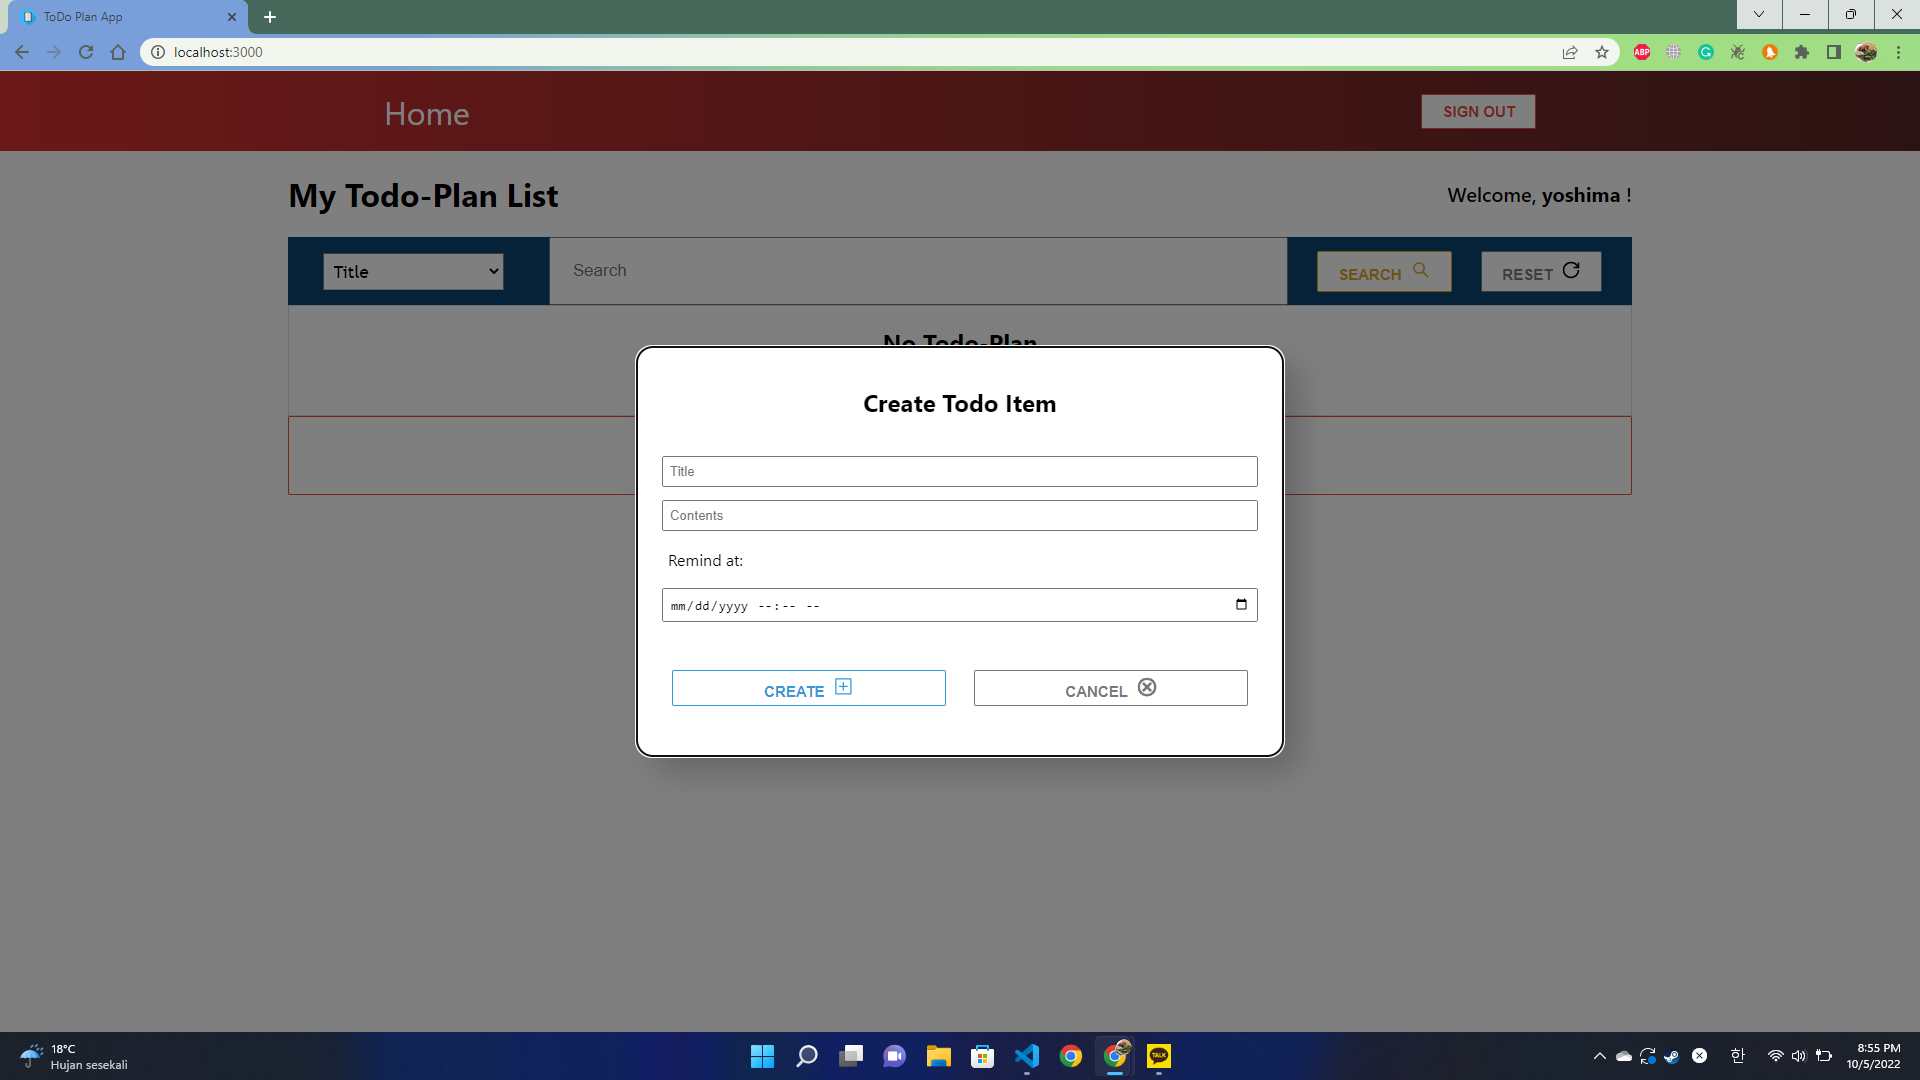 ToDo Plan App
localhost:3000
ABP
Home
SIGN OUT
My Todo-Plan List
Welcome, yoshima !
Title
Search
SEARCH
RESET
No Todo-Plan
Create Todo Item
Title
Contents
Remind at:
mm/dd/yyyy --:-- --
CREATE
CANCEL
18°C
Hujan sesekali
TALK
한
8:55 PM
10/5/2022